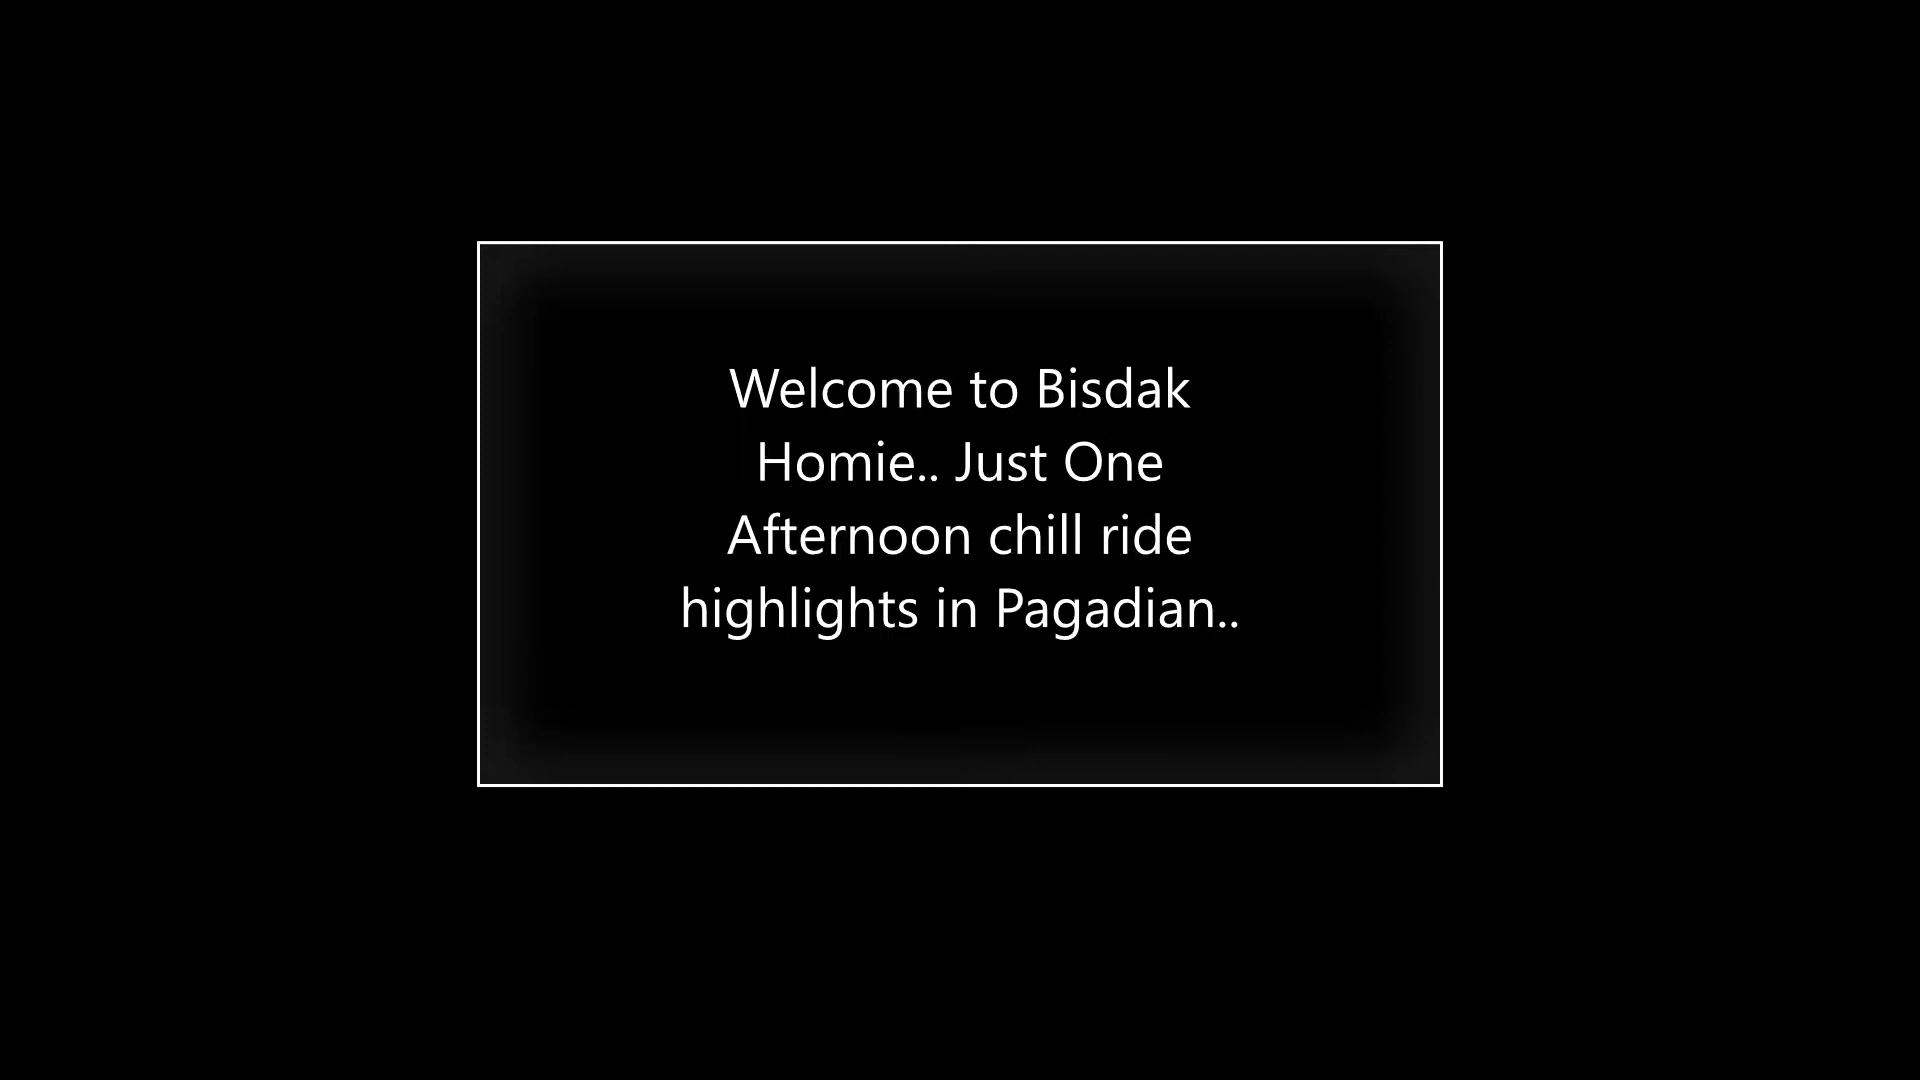 Welcome to Bisdak
Homie.. Just One
Afternoon chill ride
highlights in Pagadian..